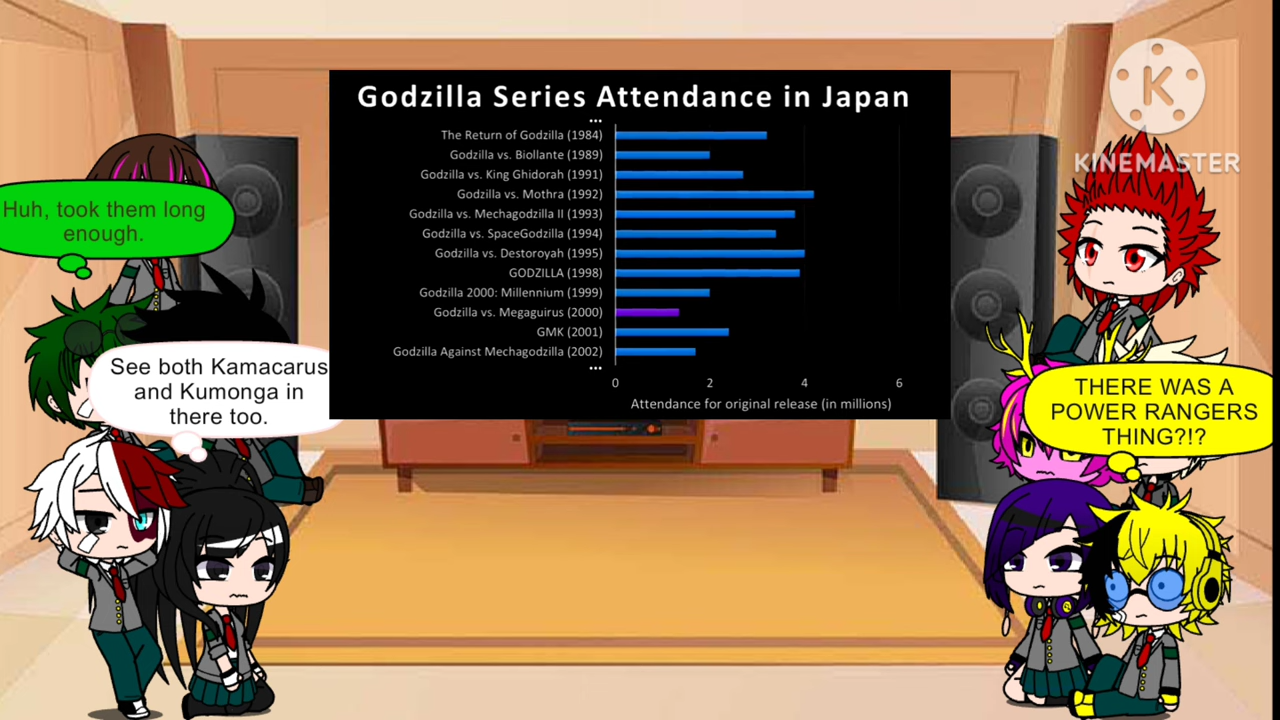 Godzilla Series Attendance in Japan
...
The Return of Godzilla (1984)
Godzilla vs. Biollante (1989)
Godzilla vs. King Ghidorah (1991)
Godzilla vs. Mothra (1992)
Godzilla vs. Mechagodzilla II (1993)
Godzilla vs. SpaceGodzilla (1994)
Godzilla vs. Destoroyah (1995)
GODZILLA (1998)
Godzilla 2000: Millennium (1999)
Godzilla vs. Megaguirus (2000)
GMK (2001)
Godzilla Against Mechagodzilla (2002)
...
0 2 4 6
Attendance for original release (in millions)
K
KINEMASTER
Huh, took them long
enough.
See both Kamacarus
and Kumonga in
there too.
THERE WAS A
POWER RANGERS
THING?!?